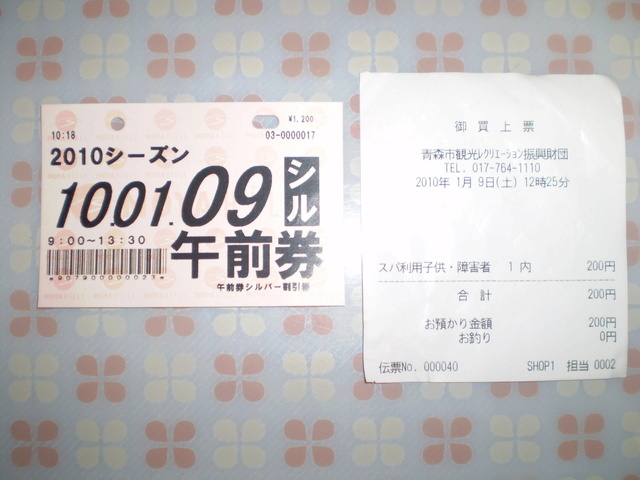 ¥1,200
10:18
03-0000017
2010シーズン
10.01.09
シル
9:00~13:30
午前券
*9079000000023*
午前券シルバー割引券
御買上票
青森市観光レクリエーション振興財団
TEL. 017-764-1110
2010年 1月 9日(土) 12時25分
スパ利用子供・障害者 1 内 200円
合 計 200円
お預かり金額 200円
お釣り 0円
伝票No. 000040 SHOP1 担当 0002